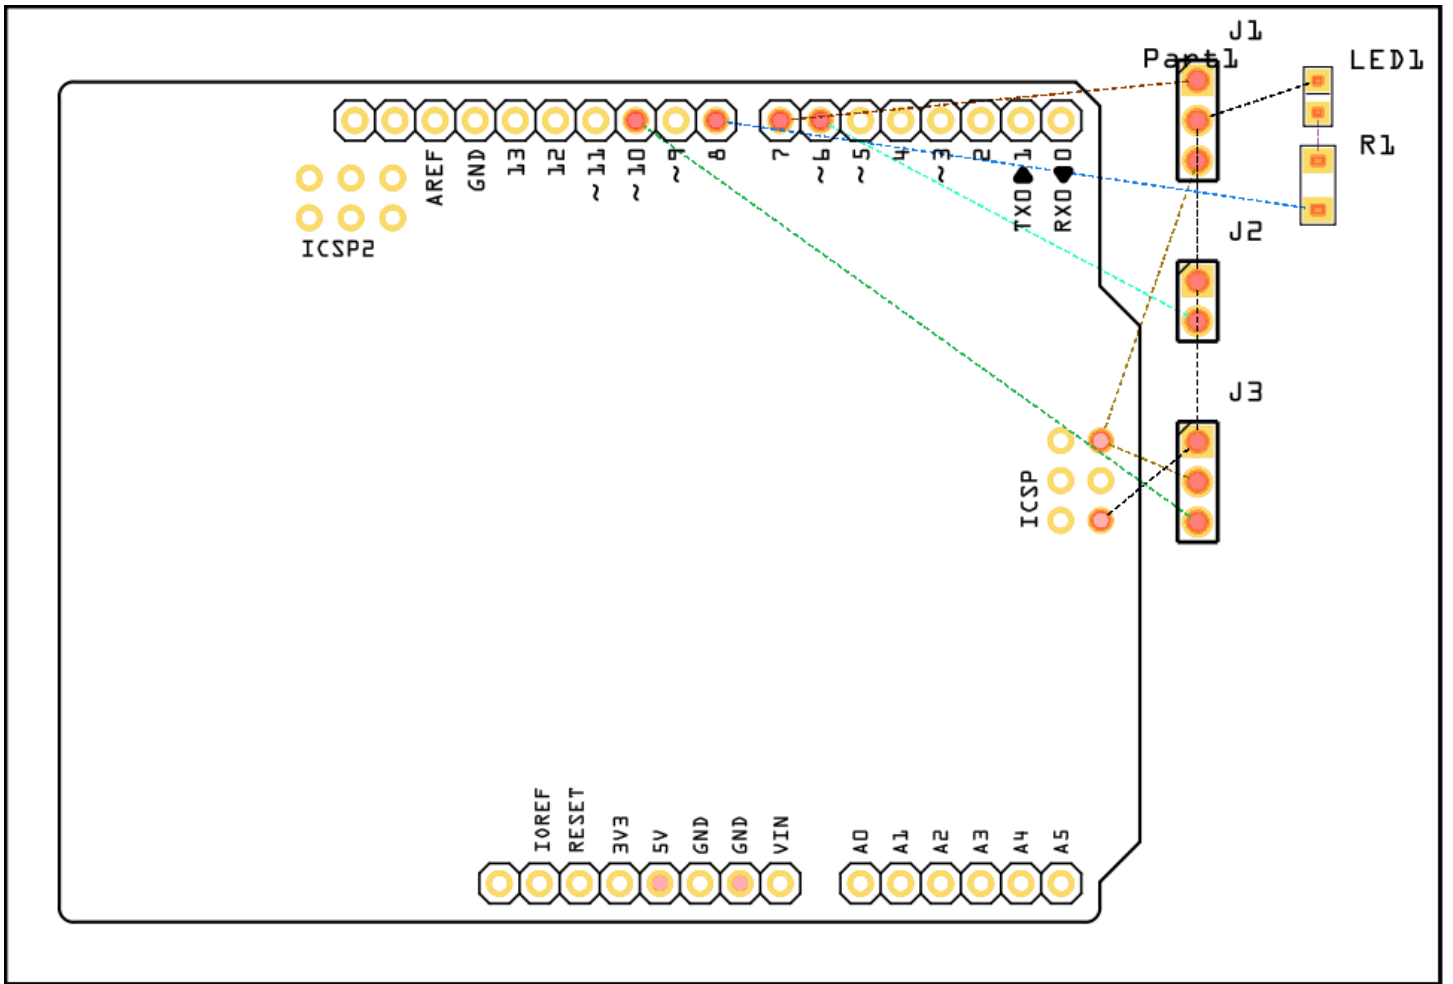 J1
Part1
LED1
R1
AREF
GND
13
12
~11
~10
~9
8
7
~6
~5
4
~3
2
TX0 1
RX0 0
ICSP2
J2
J3
ICSP
IOREF
RESET
3V3
5V
GND
GND
VIN
A0
A1
A2
A3
A4
A5